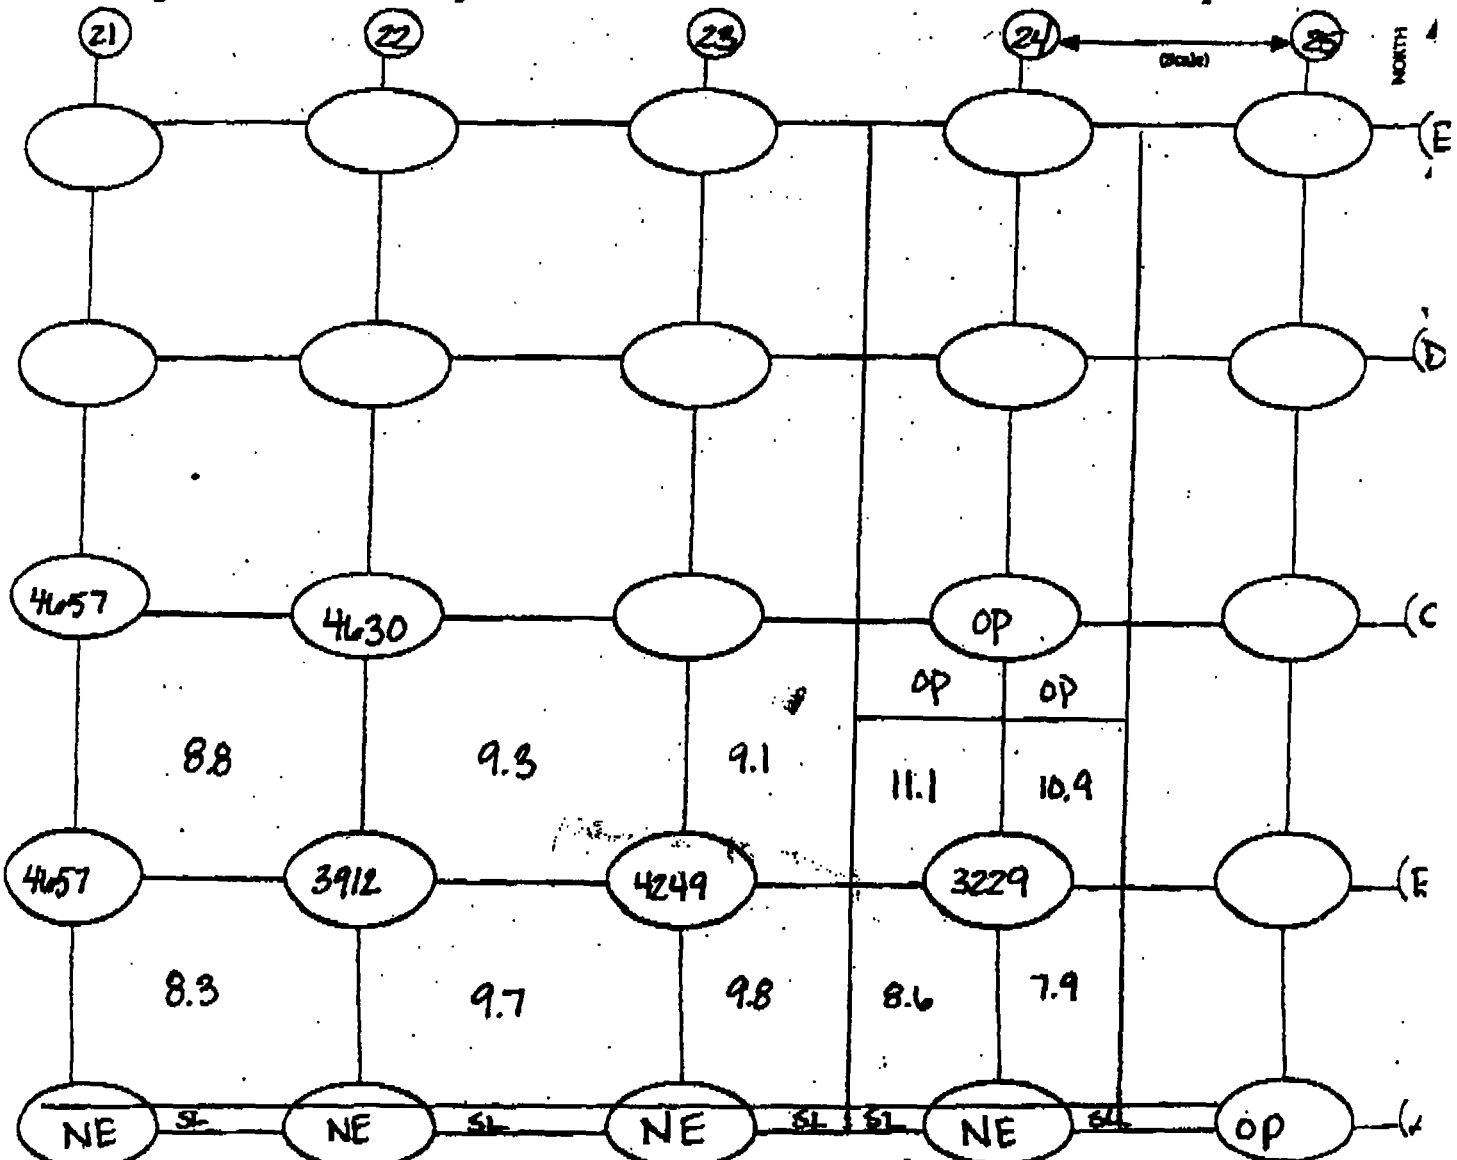 21 22 23 24 25
(Scale)
NORTH
E
D
4657 4630 OP C
OP OP
8.8 9.3 9.1 11.1 10.9
4657 3912 4249 3229
8.3 9.7 9.8 8.6 7.9
NE SL NE SL NE SL SL NE SL OP